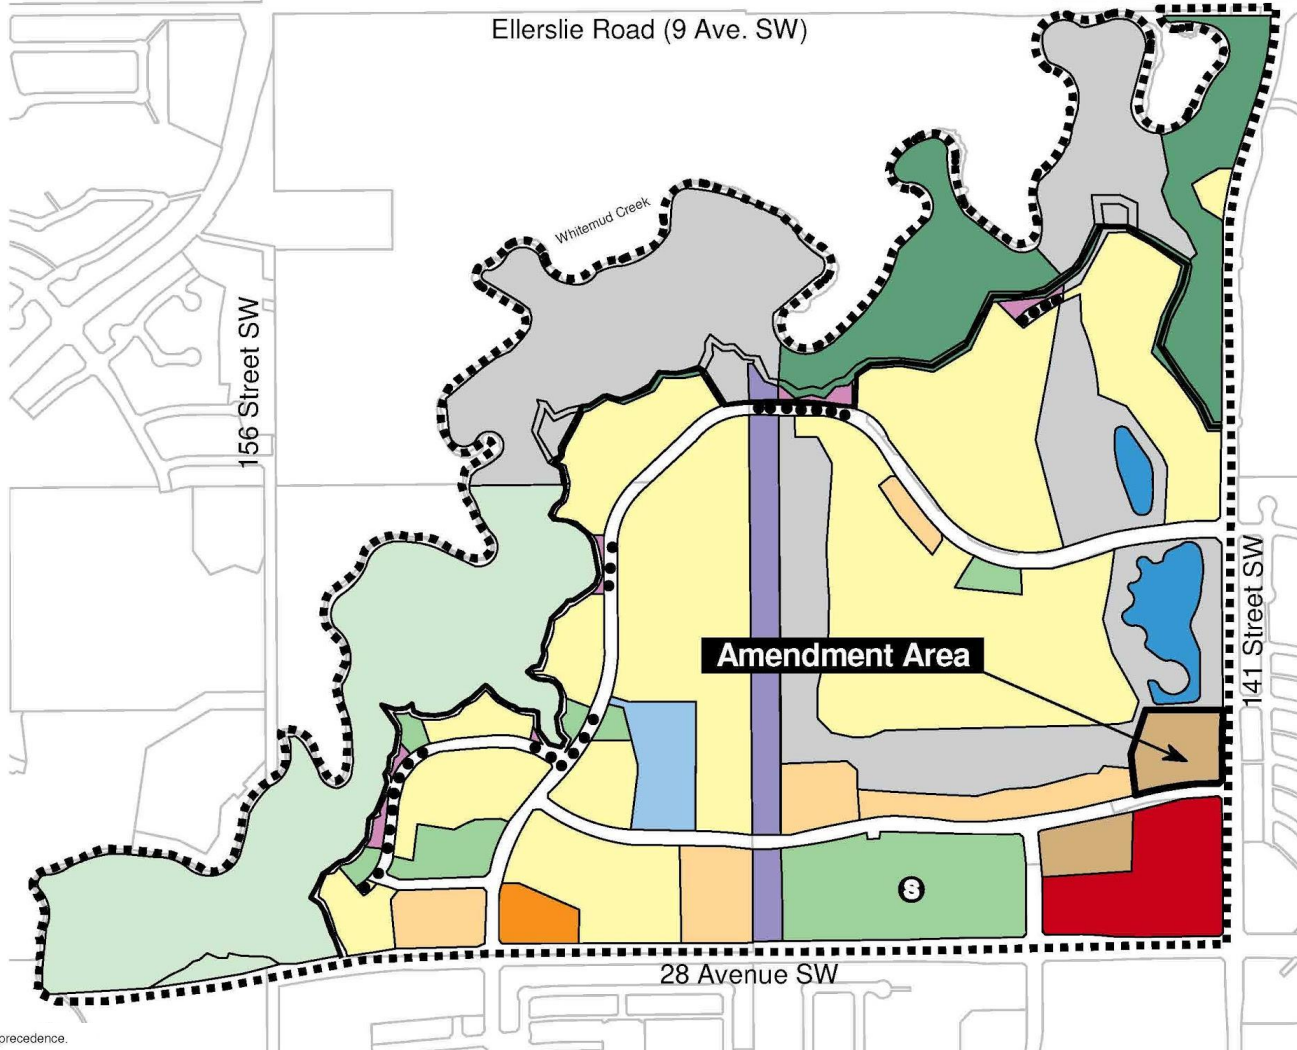 Ellerslie Road (9 Ave. SW)
Whitemud Creek
156 Street SW
141 Street SW
Amendment Area
S
28 Avenue SW
precedence.